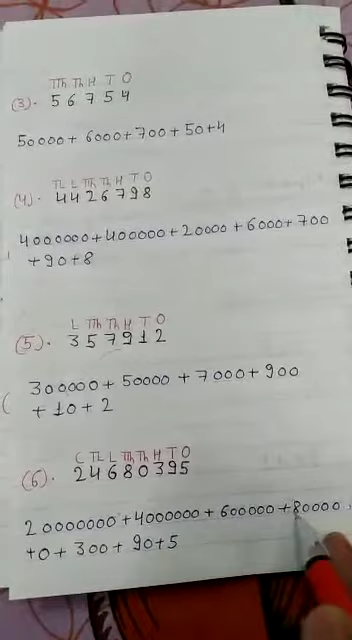 TTh Th H T O
(3). 5 6 7 5 4
50000 + 6000 + 700 + 50 + 4
TL L TTh Th H T O
(4). 4 4 2 6 7 9 8
4000000 + 400000 + 20000 + 6000 + 700
+ 90 + 8
L TTh Th H T O
(5). 3 5 7 9 1 2
300000 + 50000 + 7000 + 900
+ 10 + 2
C TL L TTh Th H T O
(6). 2 4 6 8 0 3 9 5
20000000 + 4000000 + 600000 + 80000
+0 + 300 + 90 + 5